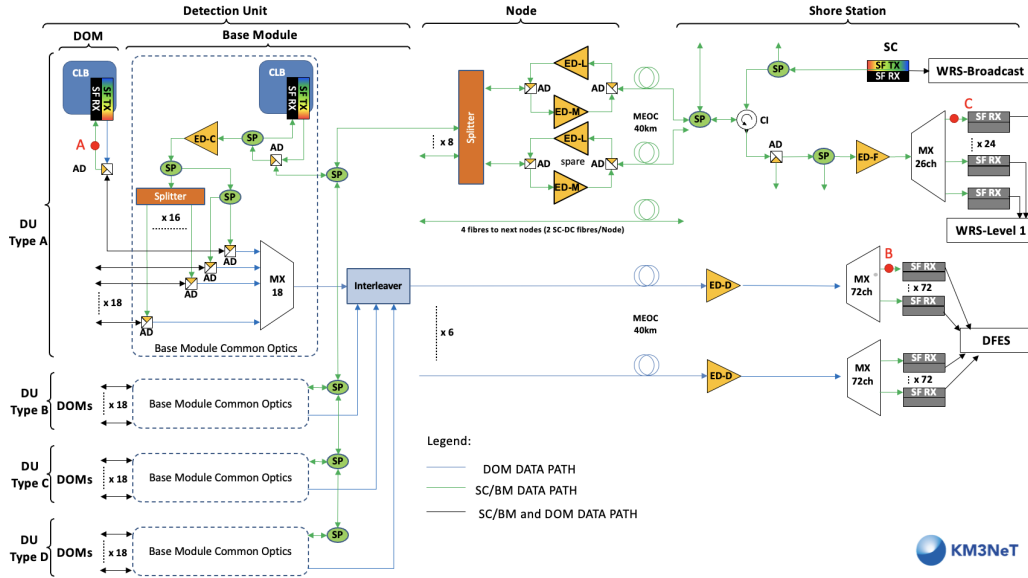 Detection Unit
Node
Shore Station
DOM
Base Module
SC
CLB
SF RX
SF TX
CLB
SF RX
SF TX
A
AD
ED-C
SP
AD
SP
Splitter
SP
x 16
AD
AD
AD
AD
MX
18
x 18
Base Module Common Optics
DU
Type A
SP
Interleaver
x 8
Splitter
AD
ED-L
ED-M
AD
ED-L
spare
AD
ED-M
AD
MEOC
40km
4 fibres to next nodes (2 SC-DC fibres/Node)
SP
SP
CI
SF TX
SF RX
WRS-Broadcast
AD
SP
ED-F
MX
26ch
C
SF RX
x 24
SF RX
SF RX
WRS-Level 1
x 6
MEOC
40km
ED-D
ED-D
MX
72ch
B
SF RX
x 72
SF RX
MX
72ch
SF RX
x 72
SF RX
DFES
DU
Type B
DOMs
x 18
Base Module Common Optics
SP
DU
Type C
DOMs
x 18
Base Module Common Optics
SP
DU
Type D
DOMs
x 18
Base Module Common Optics
SP
Legend:
DOM DATA PATH
SC/BM DATA PATH
SC/BM and DOM DATA PATH
KM3NeT